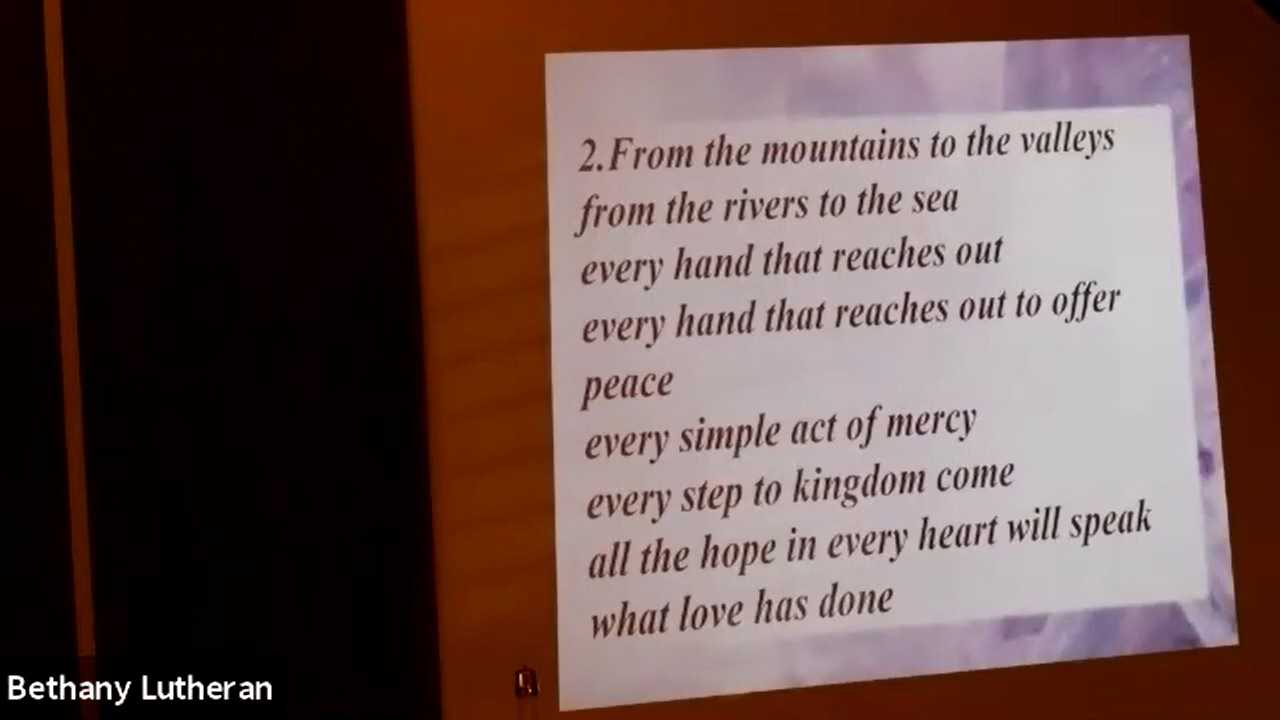 2.From the mountains to the valleys
from the rivers to the sea
every hand that reaches out
every hand that reaches out to offer
peace
every simple act of mercy
every step to kingdom come
all the hope in every heart will speak
what love has done
Bethany Lutheran